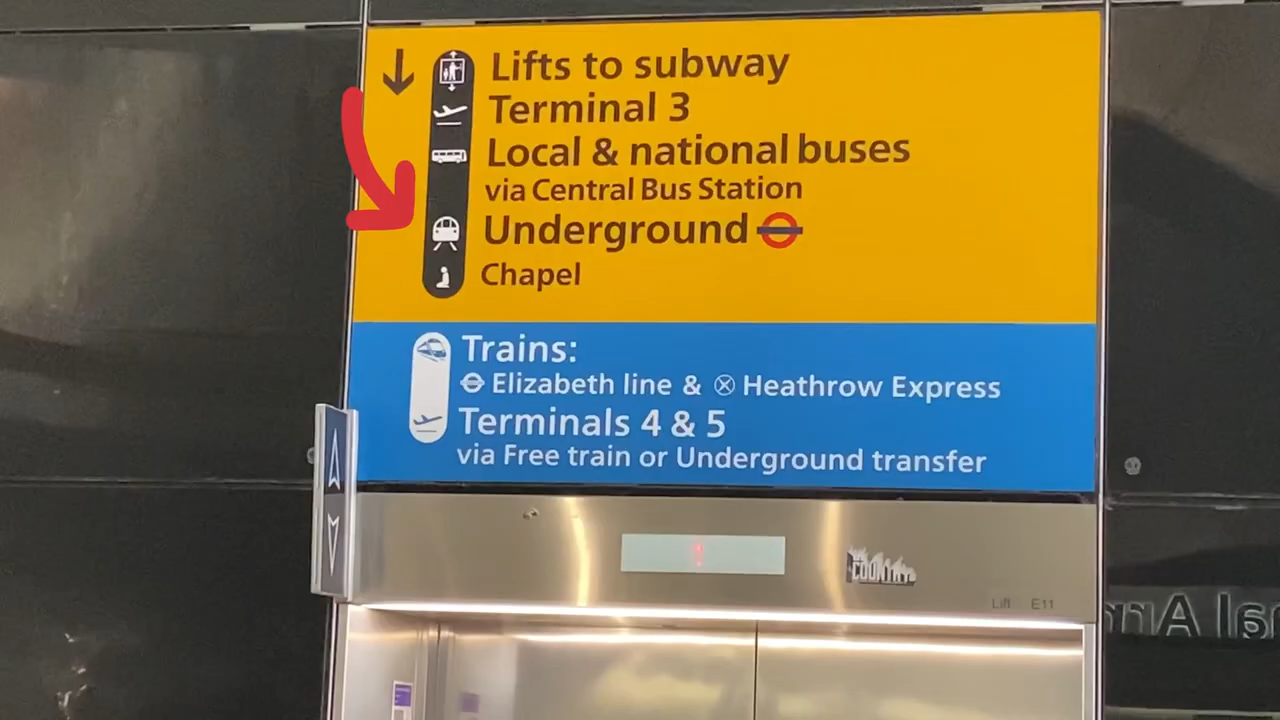 Lifts to subway
Terminal 3
Local & national buses
via Central Bus Station
Underground
Chapel
Trains:
Elizabeth line & Heathrow Express
Terminals 4 & 5
via Free train or Underground transfer
COUNTRY
Lift E11